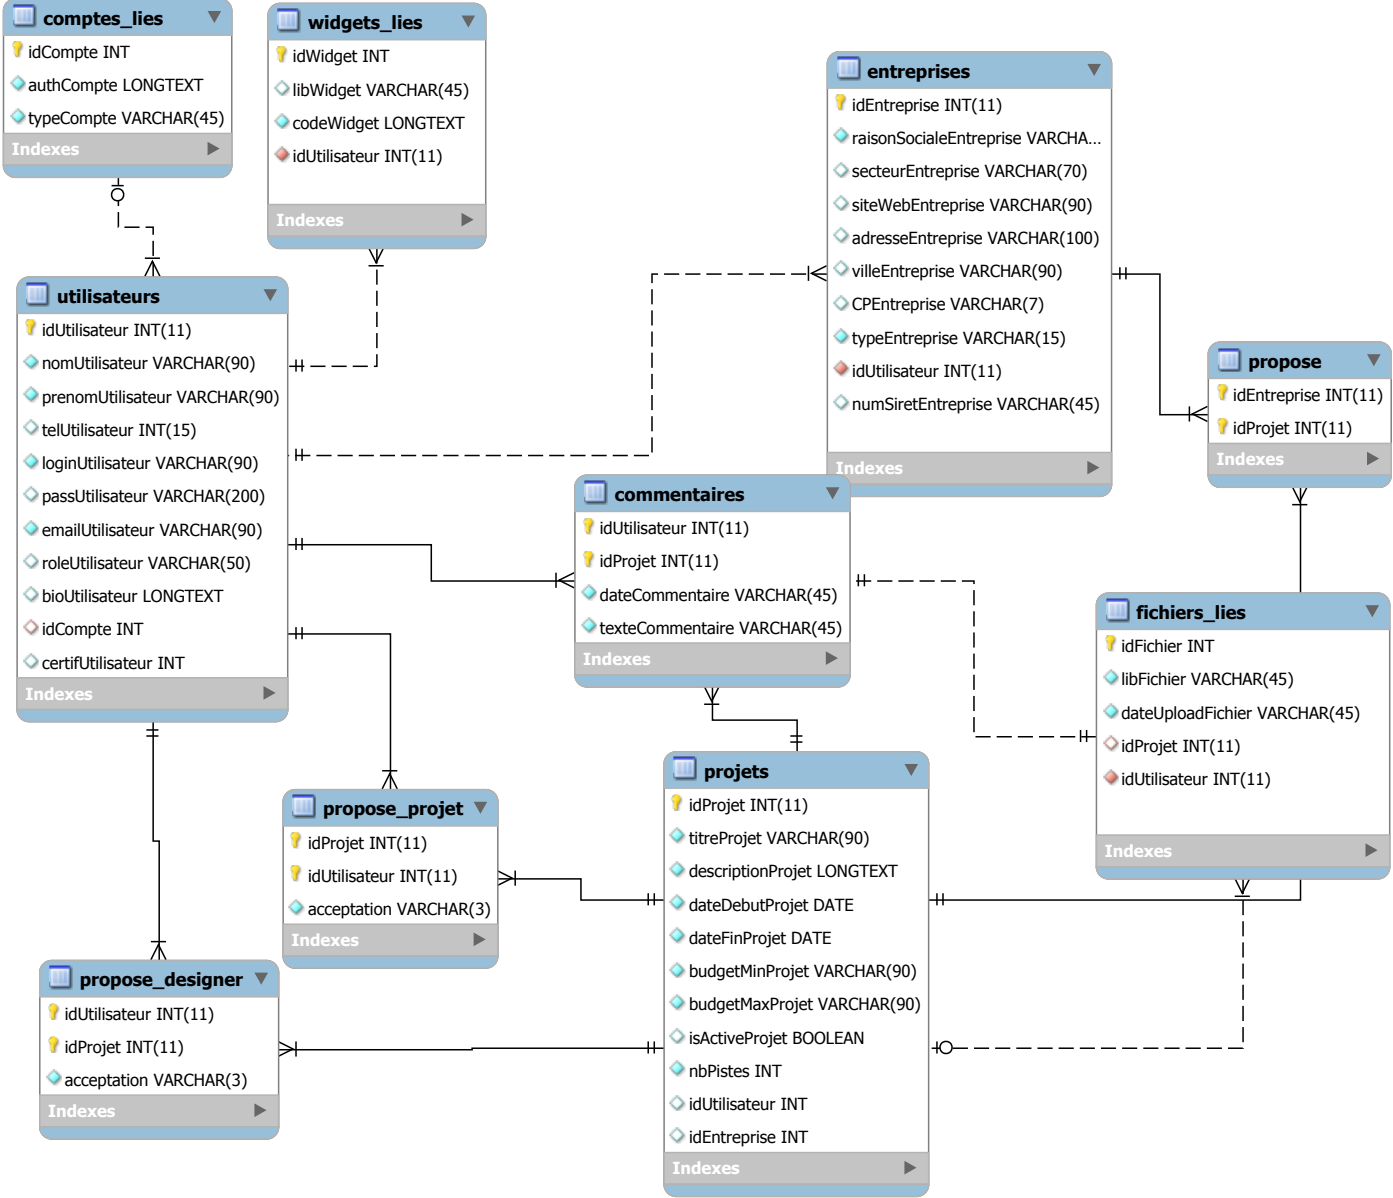 comptes_lies
idCompte INT
authCompte LONGTEXT
typeCompte VARCHAR(45)
Indexes
widgets_lies
idWidget INT
libWidget VARCHAR(45)
codeWidget LONGTEXT
idUtilisateur INT(11)
Indexes
entreprises
idEntreprise INT(11)
raisonSocialeEntreprise VARCHA...
secteurEntreprise VARCHAR(70)
siteWebEntreprise VARCHAR(90)
adresseEntreprise VARCHAR(100)
villeEntreprise VARCHAR(90)
CPEntreprise VARCHAR(7)
typeEntreprise VARCHAR(15)
idUtilisateur INT(11)
numSiretEntreprise VARCHAR(45)
Indexes
utilisateurs
idUtilisateur INT(11)
nomUtilisateur VARCHAR(90)
prenomUtilisateur VARCHAR(90)
telUtilisateur INT(15)
loginUtilisateur VARCHAR(90)
passUtilisateur VARCHAR(200)
emailUtilisateur VARCHAR(90)
roleUtilisateur VARCHAR(50)
bioUtilisateur LONGTEXT
idCompte INT
certifUtilisateur INT
Indexes
propose
idEntreprise INT(11)
idProjet INT(11)
Indexes
commentaires
idUtilisateur INT(11)
idProjet INT(11)
dateCommentaire VARCHAR(45)
texteCommentaire VARCHAR(45)
Indexes
fichiers_lies
idFichier INT
libFichier VARCHAR(45)
dateUploadFichier VARCHAR(45)
idProjet INT(11)
idUtilisateur INT(11)
Indexes
projets
idProjet INT(11)
titreProjet VARCHAR(90)
descriptionProjet LONGTEXT
dateDebutProjet DATE
dateFinProjet DATE
budgetMinProjet VARCHAR(90)
budgetMaxProjet VARCHAR(90)
isActiveProjet BOOLEAN
nbPistes INT
idUtilisateur INT
idEntreprise INT
Indexes
propose_projet
idProjet INT(11)
idUtilisateur INT(11)
acceptation VARCHAR(3)
Indexes
propose_designer
idUtilisateur INT(11)
idProjet INT(11)
acceptation VARCHAR(3)
Indexes